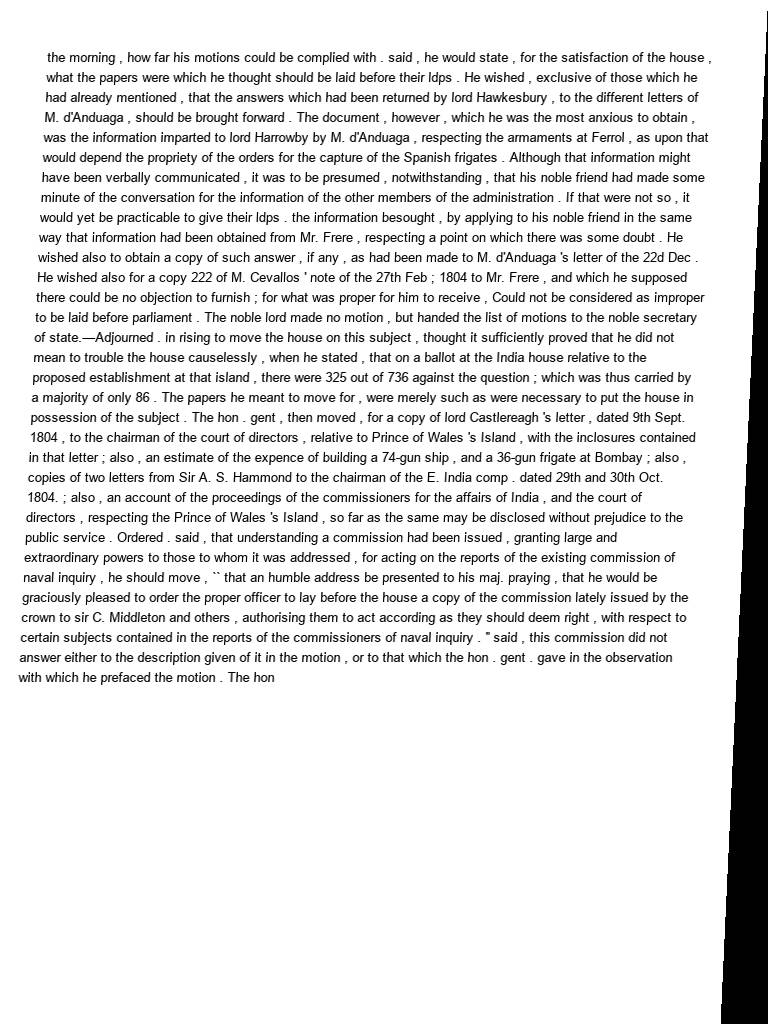 the morning , how far his motions could be complied with . said , he would state , for the satisfaction of the house ,
what the papers were which he thought should be laid before their ldps . He wished , exclusive of those which he
had already mentioned , that the answers which had been returned by lord Hawkesbury , to the different letters of
M. d'Anduaga , should be brought forward . The document , however , which he was the most anxious to obtain ,
was the information imparted to lord Harrowby by M. d'Anduaga , respecting the armaments at Ferrol , as upon that
would depend the propriety of the orders for the capture of the Spanish frigates . Although that information might
have been verbally communicated , it was to be presumed , notwithstanding , that his noble friend had made some
minute of the conversation for the information of the other members of the administration . If that were not so , it
would yet be practicable to give their ldps . the information besought , by applying to his noble friend in the same
way that information had been obtained from Mr. Frere , respecting a point on which there was some doubt . He
wished also to obtain a copy of such answer , if any , as had been made to M. d'Anduaga 's letter of the 22d Dec .
He wished also for a copy 222 of M. Cevallos ' note of the 27th Feb ; 1804 to Mr. Frere , and which he supposed
there could be no objection to furnish ; for what was proper for him to receive , Could not be considered as improper
to be laid before parliament . The noble lord made no motion , but handed the list of motions to the noble secretary
of state.—Adjourned . in rising to move the house on this subject , thought it sufficiently proved that he did not
mean to trouble the house causelessly , when he stated , that on a ballot at the India house relative to the
proposed establishment at that island , there were 325 out of 736 against the question ; which was thus carried by
a majority of only 86 . The papers he meant to move for , were merely such as were necessary to put the house in
possession of the subject . The hon . gent , then moved , for a copy of lord Castlereagh 's letter , dated 9th Sept.
1804 , to the chairman of the court of directors , relative to Prince of Wales 's Island , with the inclosures contained
in that letter ; also , an estimate of the expence of building a 74-gun ship , and a 36-gun frigate at Bombay ; also ,
copies of two letters from Sir A. S. Hammond to the chairman of the E. India comp . dated 29th and 30th Oct.
1804. ; also , an account of the proceedings of the commissioners for the affairs of India , and the court of
directors , respecting the Prince of Wales 's Island , so far as the same may be disclosed without prejudice to the
public service . Ordered . said , that understanding a commission had been issued , granting large and
extraordinary powers to those to whom it was addressed , for acting on the reports of the existing commission of
naval inquiry , he should move , `` that an humble address be presented to his maj. praying , that he would be
graciously pleased to order the proper officer to lay before the house a copy of the commission lately issued by the
crown to sir C. Middleton and others , authorising them to act according as they should deem right , with respect to
certain subjects contained in the reports of the commissioners of naval inquiry . '' said , this commission did not
answer either to the description given of it in the motion , or to that which the hon . gent . gave in the observation
with which he prefaced the motion . The hon